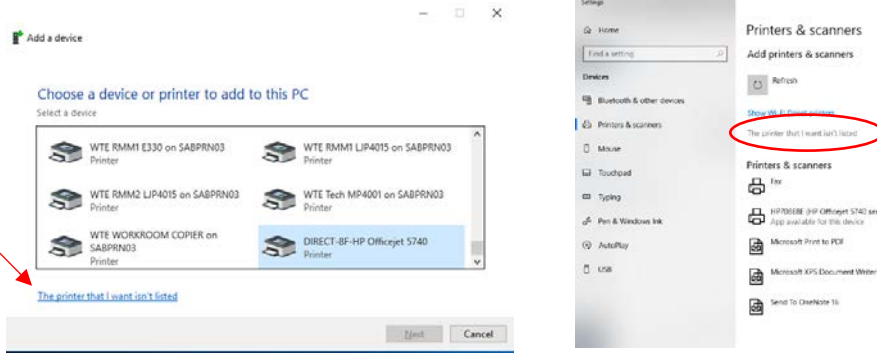 Add a device
Choose a device or printer to add to this PC
Select a device
WTE RMM1 E330 on SABPRN03
Printer
WTE RMM1 LJP4015 on SABPRN03
Printer
WTE RMM2 LJP4015 on SABPRN03
Printer
WTE Tech MP4001 on SABPRN03
Printer
WTE WORKROOM COPIER on
SABPRN03
Printer
DIRECT-8F-HP Officejet 5740
Printer
The printer that I want isn't listed
Next
Cancel
Settings
Home
Find a setting
Devices
Bluetooth & other devices
Printers & scanners
Mouse
Touchpad
Typing
Pen & Windows Ink
AutoPlay
USB
Printers & scanners
Add printers & scanners
Refresh
Show Wi-Fi Direct printers
The printer that I want isn't listed
Printers & scanners
Fax
(HP Officejet 5740
App available for this device
Microsoft Print to PDF
Microsoft XPS Document Writer
Send To OneNote 16